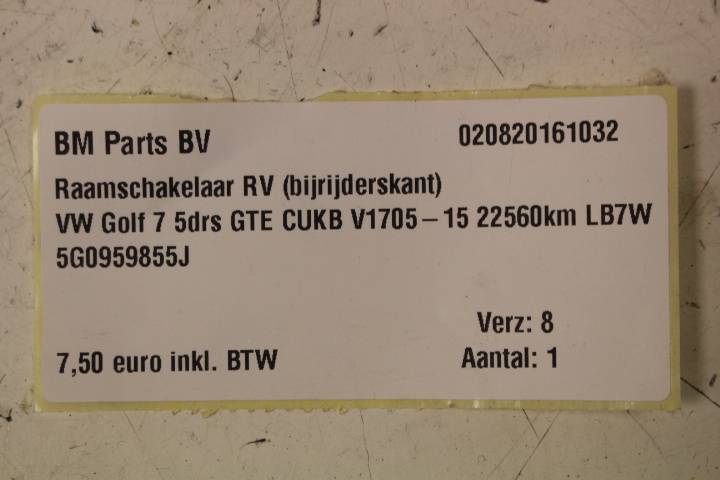 BM Parts BV 020820161032
Raamschakelaar RV (bijrijderskant)
VW Golf 7 5drs GTE CUKB V1705-15 22560km LB7W
5G0959855J
Verz: 8
7,50 euro inkl. BTW Aantal: 1